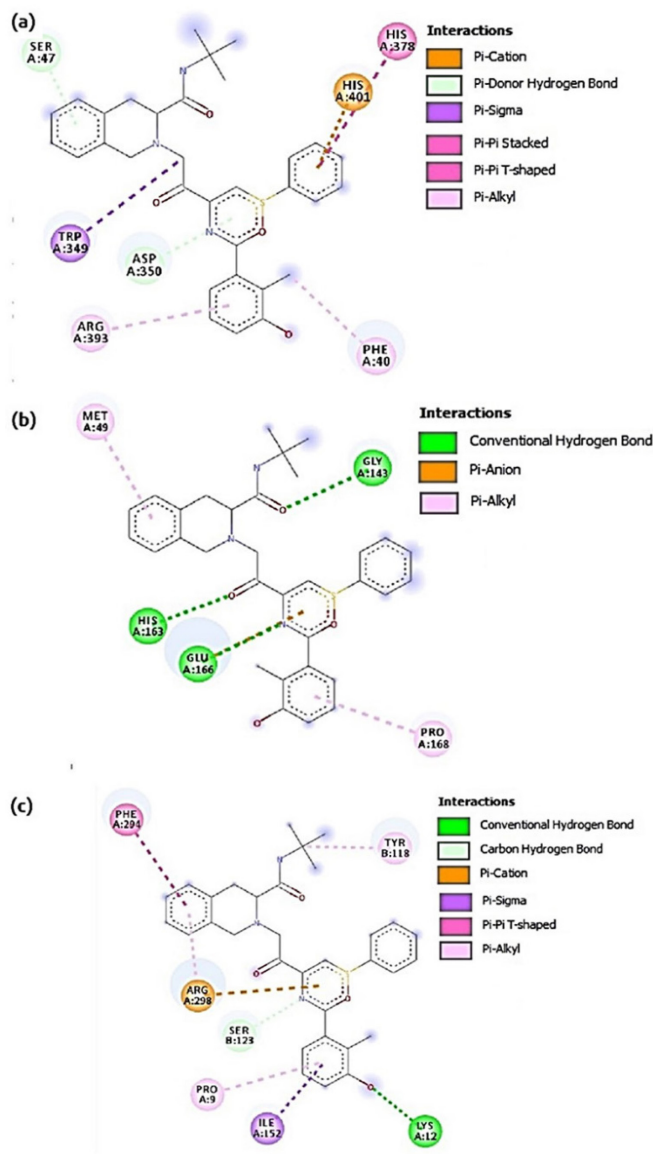 (a)
SER
A:47
HIS
A:378
HIS
A:401
N
O
N
O
S
N
O
TRP
A:349
ASP
A:350
ARG
A:393
O
PHE
A:40
Interactions
Pi-Cation
Pi-Donor Hydrogen Bond
Pi-Sigma
Pi-Pi Stacked
Pi-Pi T-shaped
Pi-Alkyl
(b)
MET
A:49
GLY
A:143
N
O
N
O
S
N
O
HIS
A:163
GLU
A:166
O
PRO
A:168
Interactions
Conventional Hydrogen Bond
Pi-Anion
Pi-Alkyl
(c)
PHE
A:294
TYR
B:118
N
O
N
O
S
N
O
ARG
A:298
SER
B:123
PRO
A:9
O
ILE
A:152
LYS
A:12
Interactions
Conventional Hydrogen Bond
Carbon Hydrogen Bond
Pi-Cation
Pi-Sigma
Pi-Pi T-shaped
Pi-Alkyl